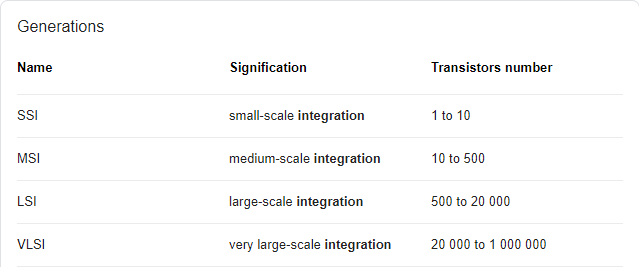 Generations
Name Signification Transistors number
SSI small-scale integration 1 to 10
MSI medium-scale integration 10 to 500
LSI large-scale integration 500 to 20 000
VLSI very large-scale integration 20 000 to 1 000 000